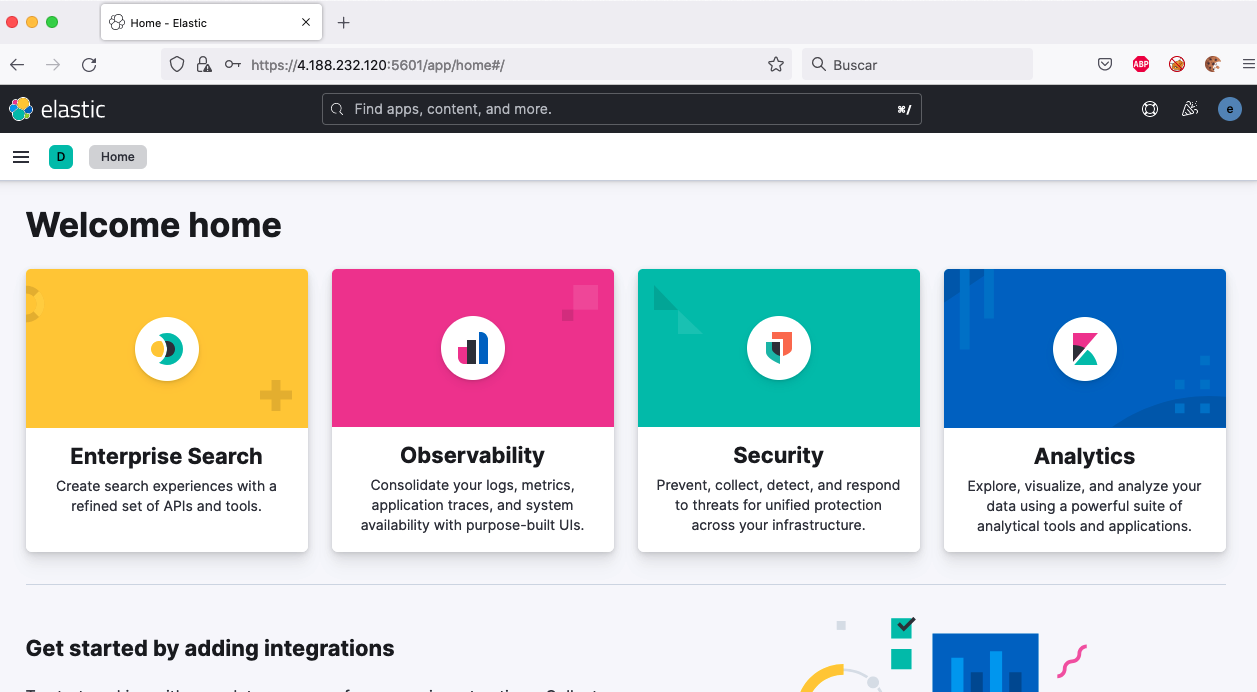 Home - Elastic
https://4.188.232.120:5601/app/home#/
Buscar
ABP
elastic
Find apps, content, and more.
⌘/
e
D
Home
Welcome home
Enterprise Search
Create search experiences with a
refined set of APIs and tools.
Observability
Consolidate your logs, metrics,
application traces, and system
availability with purpose-built UIs.
Security
Prevent, collect, detect, and respond
to threats for unified protection
across your infrastructure.
Analytics
Explore, visualize, and analyze your
data using a powerful suite of
analytical tools and applications.
Get started by adding integrations